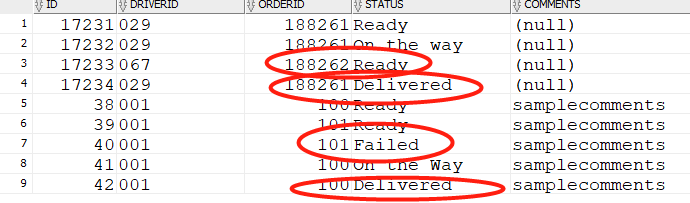 ID DRIVERID ORDERID STATUS COMMENTS
1 17231 029 188261 Ready (null)
2 17232 029 188261 On the way (null)
3 17233 067 188262 Ready (null)
4 17234 029 188261 Delivered (null)
5 38 001 100 Ready samplecomments
6 39 001 101 Ready samplecomments
7 40 001 101 Failed samplecomments
8 41 001 100 On the Way samplecomments
9 42 001 100 Delivered samplecomments